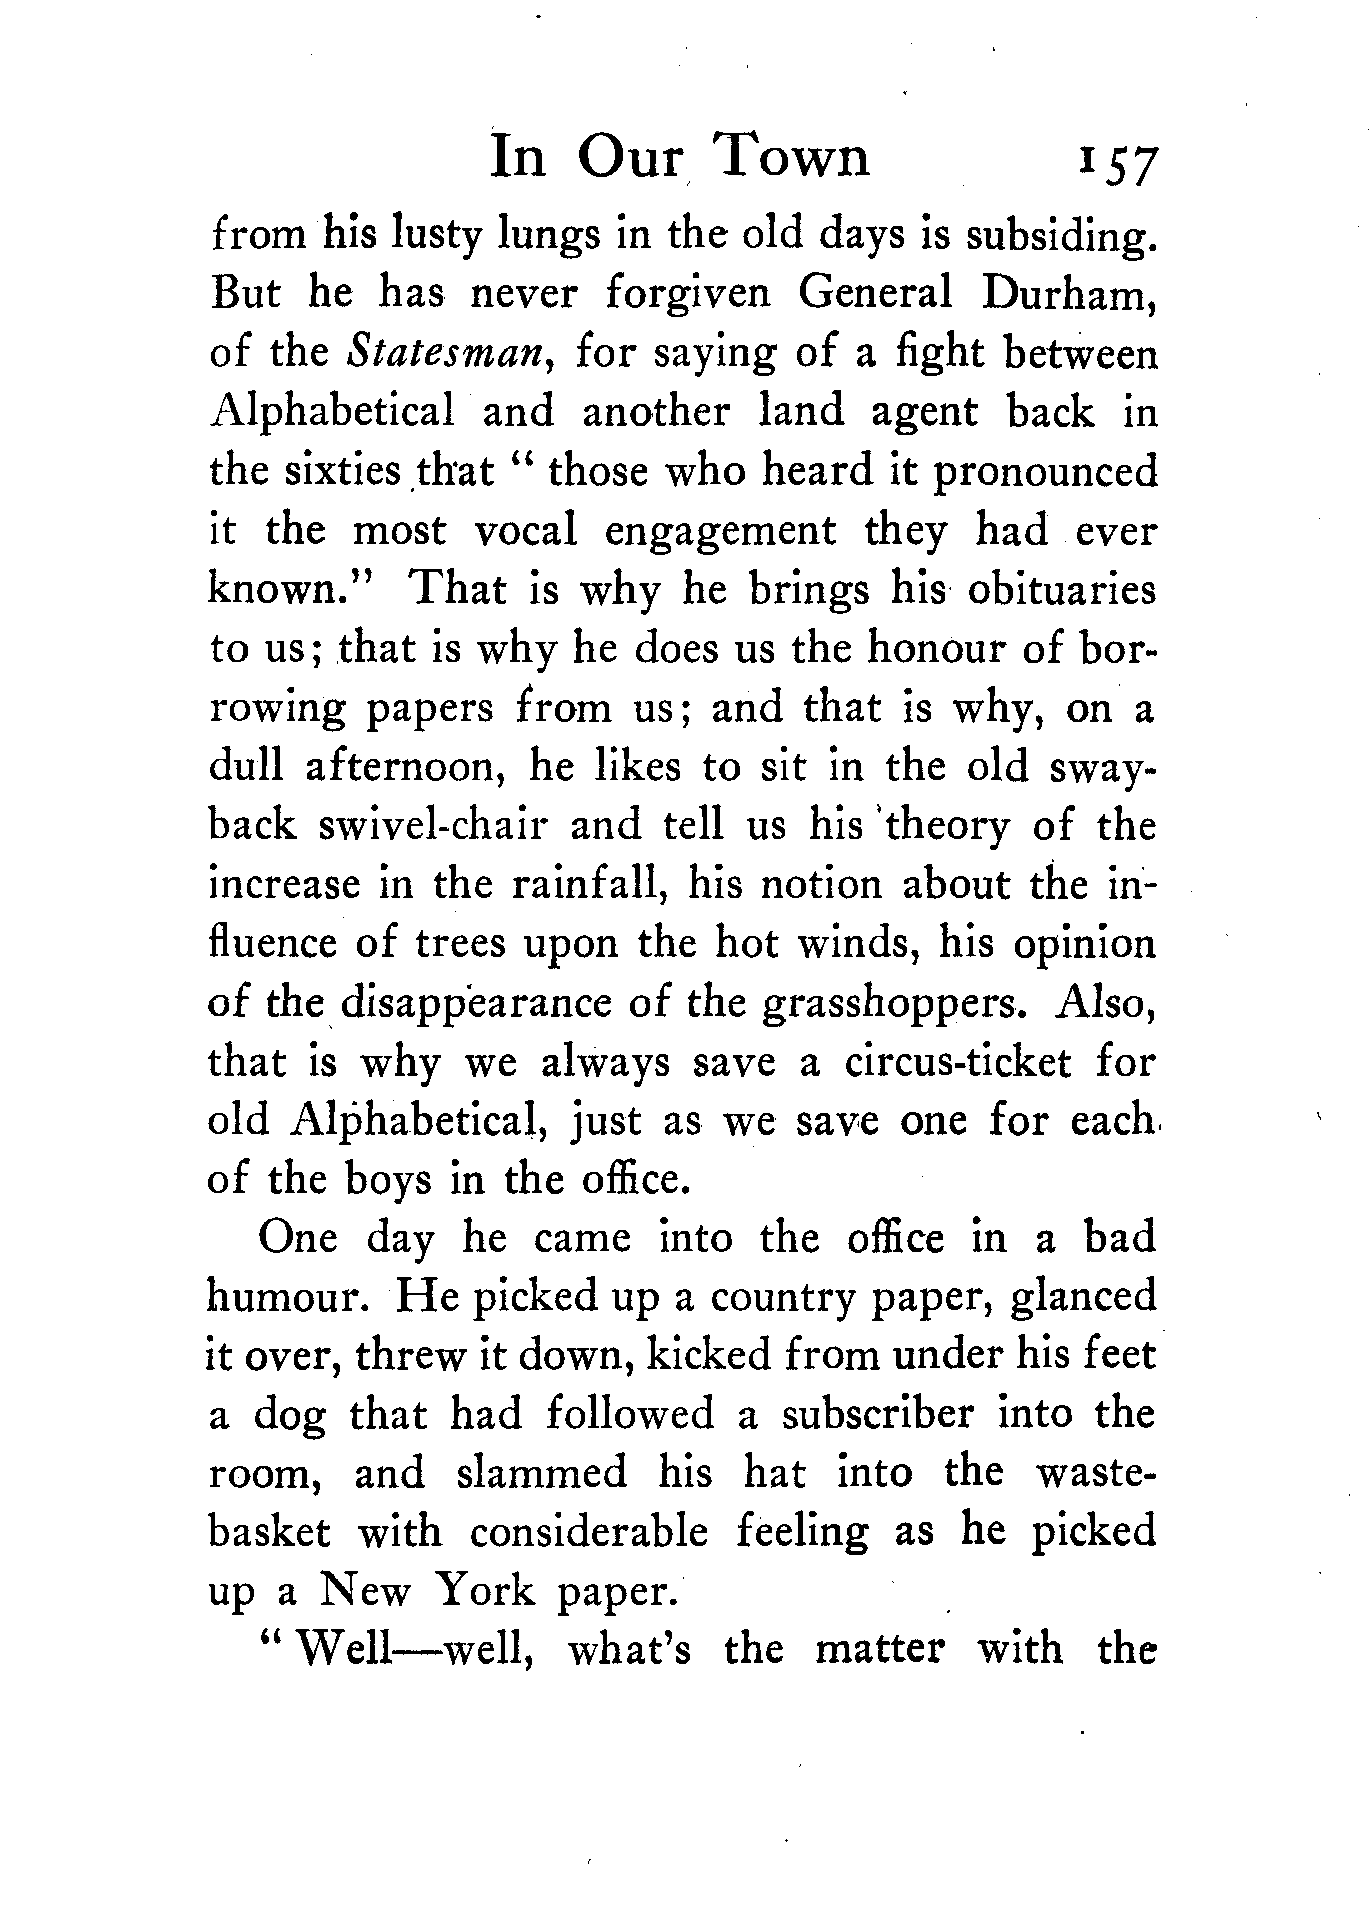 In Our Town 157
from his lusty lungs in the old days is subsiding.
But he has never forgiven General Durham,
of the Statesman, for saying of a fight between
Alphabetical and another land agent back in
the sixties that “ those who heard it pronounced
it the most vocal engagement they had ever
known.” That is why he brings his obituaries
to us; that is why he does us the honour of bor-
rowing papers from us; and that is why, on a
dull afternoon, he likes to sit in the old sway-
back swivel-chair and tell us his theory of the
increase in the rainfall, his notion about the in-
fluence of trees upon the hot winds, his opinion
of the disappearance of the grasshoppers. Also,
that is why we always save a circus-ticket for
old Alphabetical, just as we save one for each
of the boys in the office.
One day he came into the office in a bad
humour. He picked up a country paper, glanced
it over, threw it down, kicked from under his feet
a dog that had followed a subscriber into the
room, and slammed his hat into the waste-
basket with considerable feeling as he picked
up a New York paper.
“ Well—well, what’s the matter with the